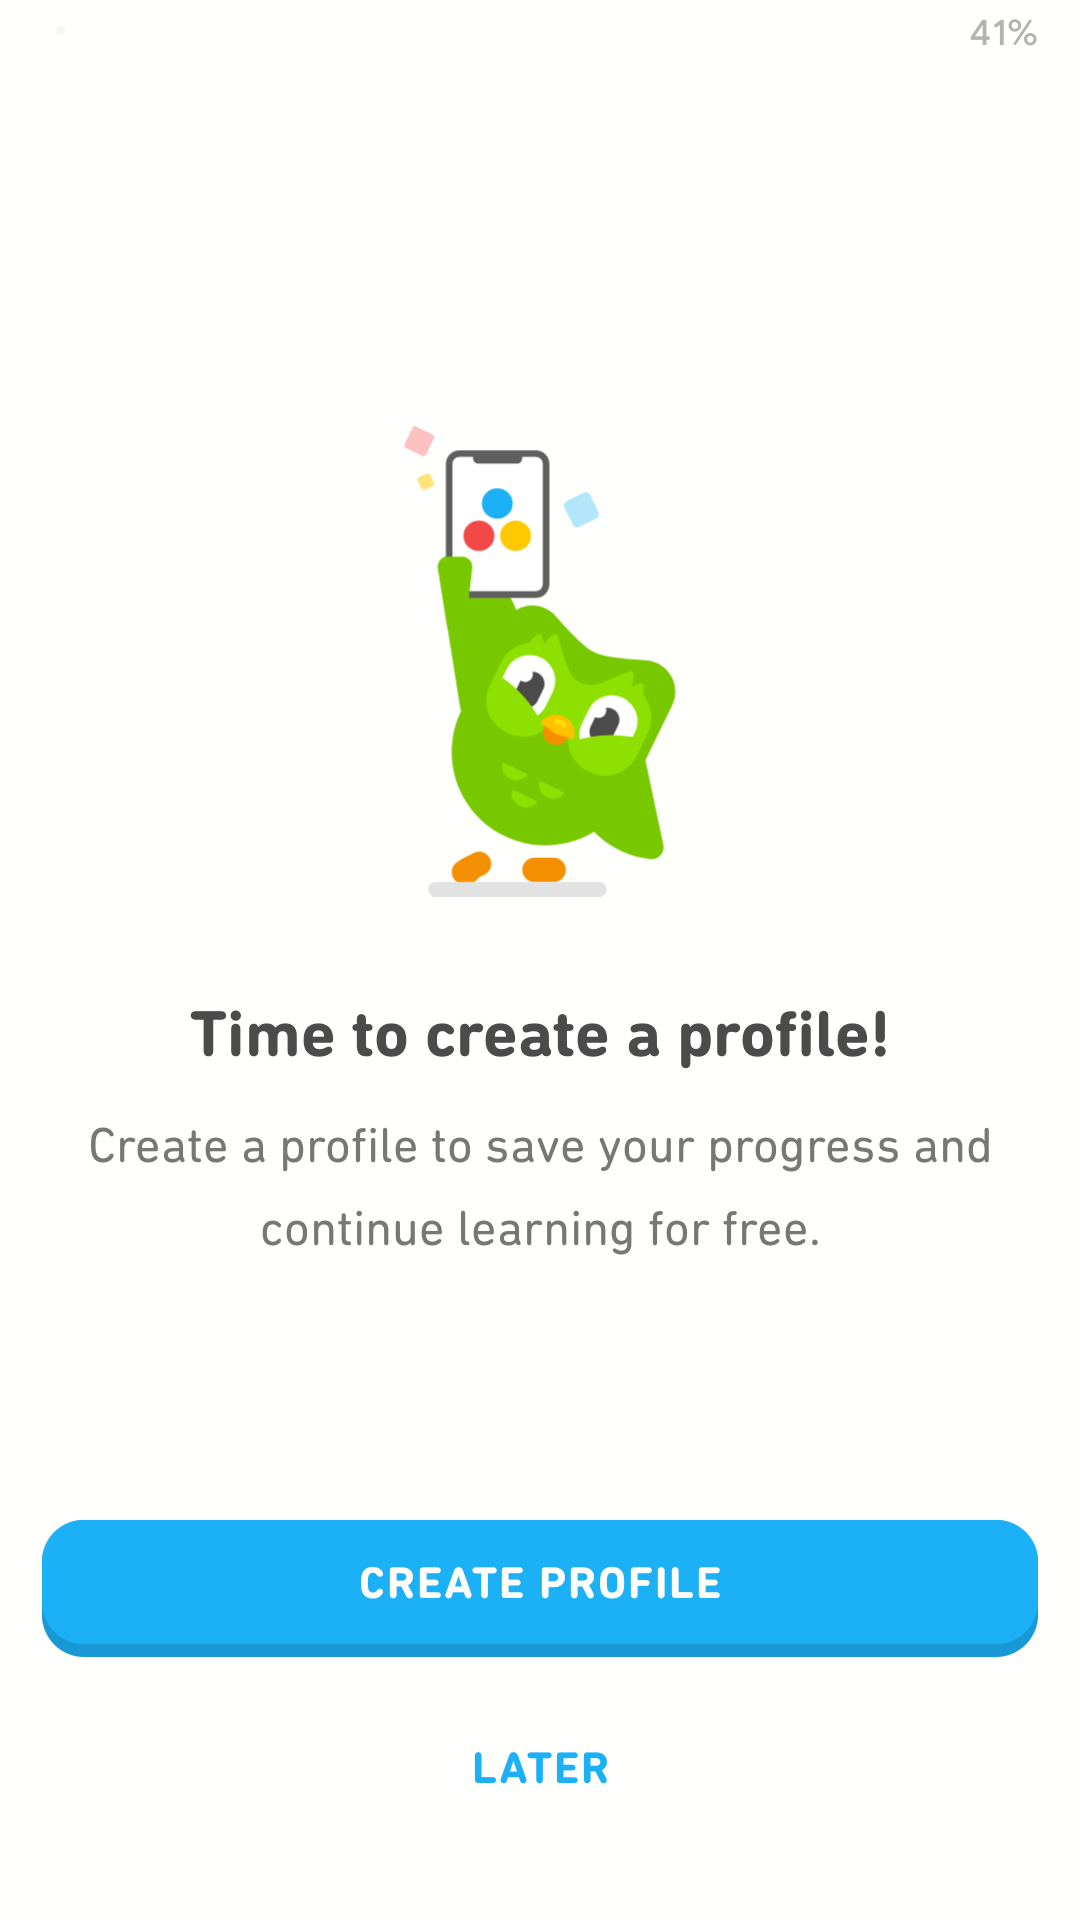 41%
Time to create a profile!
Create a profile to save your progress and
continue learning for free.
CREATE PROFILE
LATER